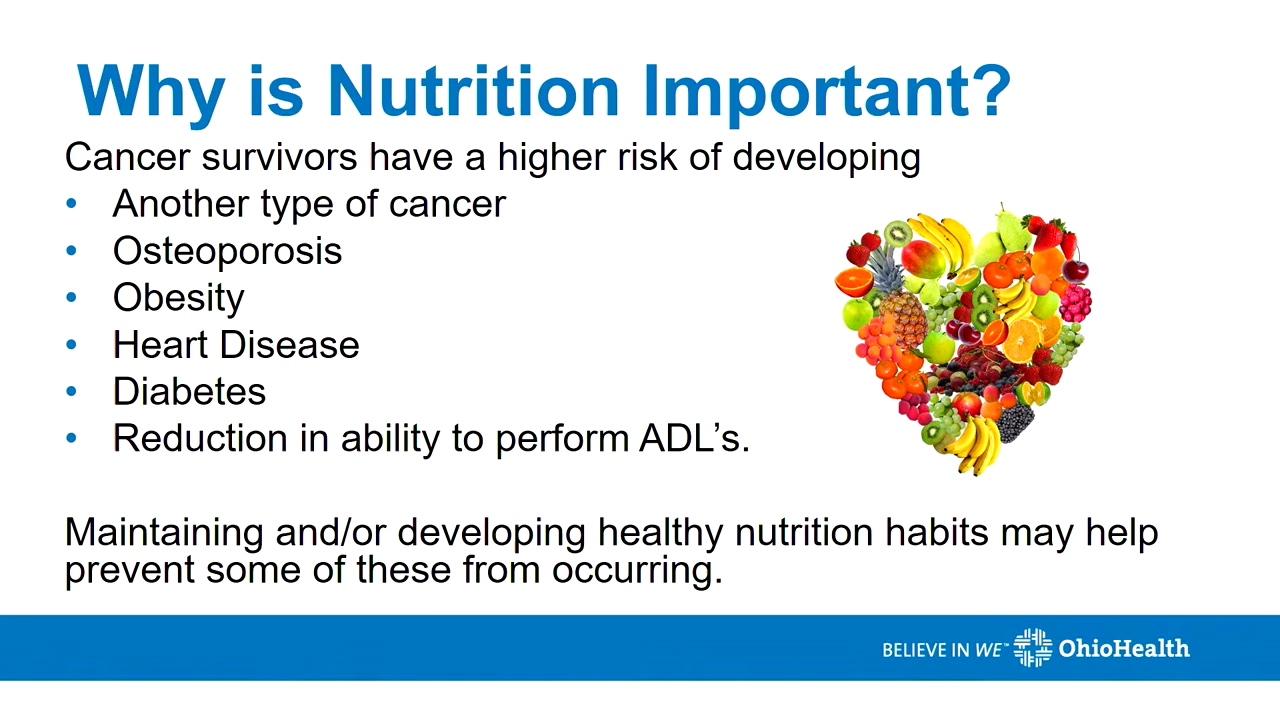 Why is Nutrition Important?
Cancer survivors have a higher risk of developing
• Another type of cancer
• Osteoporosis
• Obesity
• Heart Disease
• Diabetes
• Reduction in ability to perform ADL’s.
Maintaining and/or developing healthy nutrition habits may help
prevent some of these from occurring.
BELIEVE IN WE™ OhioHealth